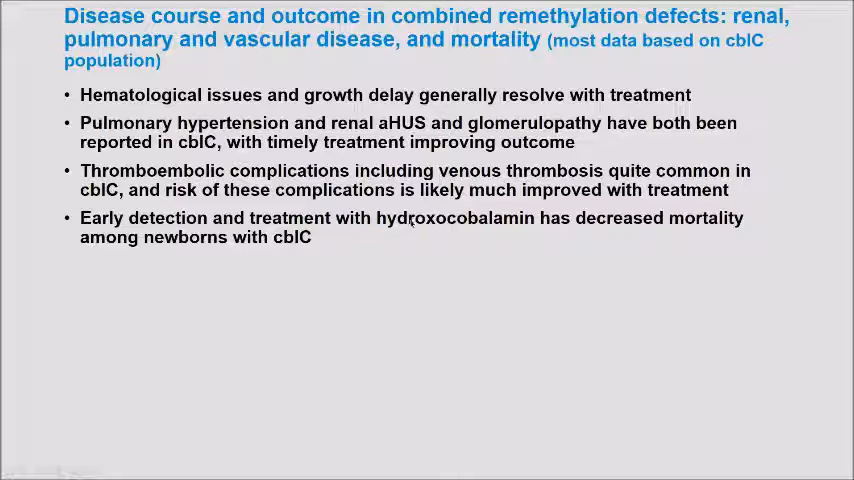 Disease course and outcome in combined remethylation defects: renal,
pulmonary and vascular disease, and mortality (most data based on cblC
population)
• Hematological issues and growth delay generally resolve with treatment
• Pulmonary hypertension and renal aHUS and glomerulopathy have both been
reported in cblC, with timely treatment improving outcome
• Thromboembolic complications including venous thrombosis quite common in
cblC, and risk of these complications is likely much improved with treatment
• Early detection and treatment with hydroxocobalamin has decreased mortality
among newborns with cblC